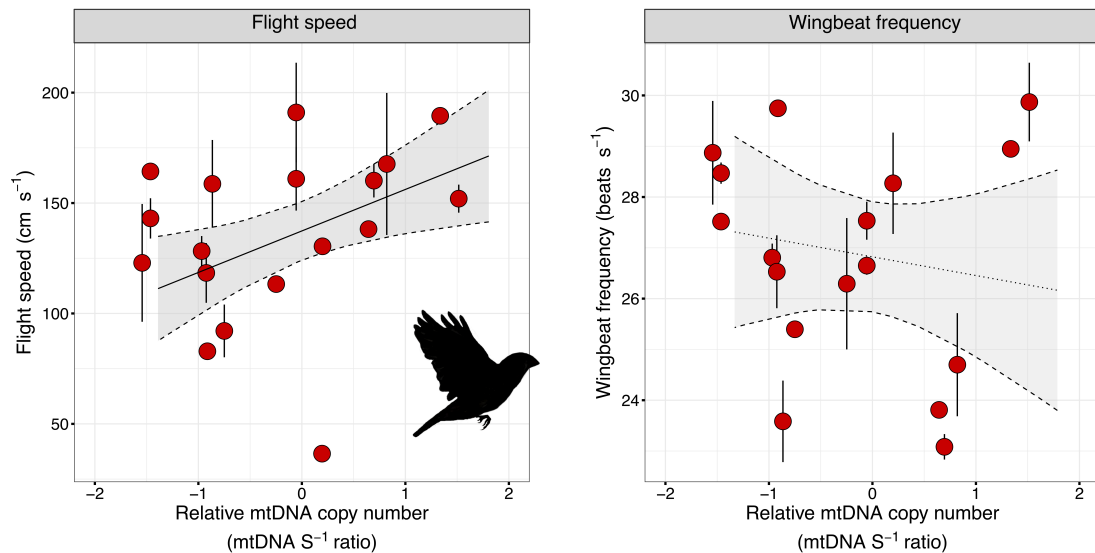 Flight speed
Flight speed (cm s⁻¹)
200
150
100
50
−2 −1 0 1 2
Relative mtDNA copy number
(mtDNA S⁻¹ ratio)
Wingbeat frequency
Wingbeat frequency (beats s⁻¹)
30
28
26
24
−2 −1 0 1 2
Relative mtDNA copy number
(mtDNA S⁻¹ ratio)